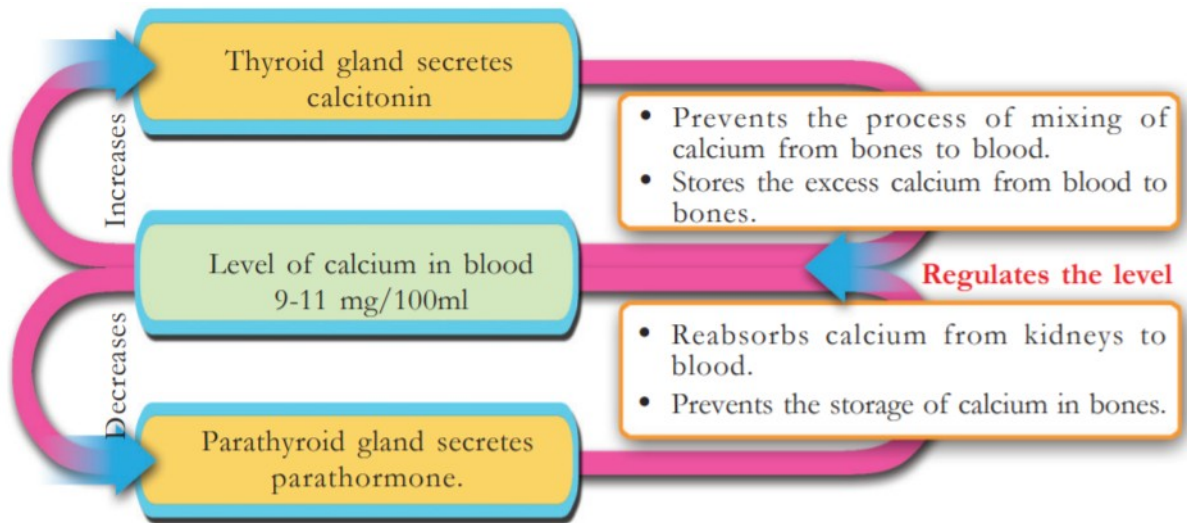 Thyroid gland secretes
calcitonin
• Prevents the process of mixing of
calcium from bones to blood.
• Stores the excess calcium from blood to
bones.
Increases
Level of calcium in blood
9-11 mg/100ml
Regulates the level
Decreases
• Reabsorbs calcium from kidneys to
blood.
• Prevents the storage of calcium in bones.
Parathyroid gland secretes
parathormone.